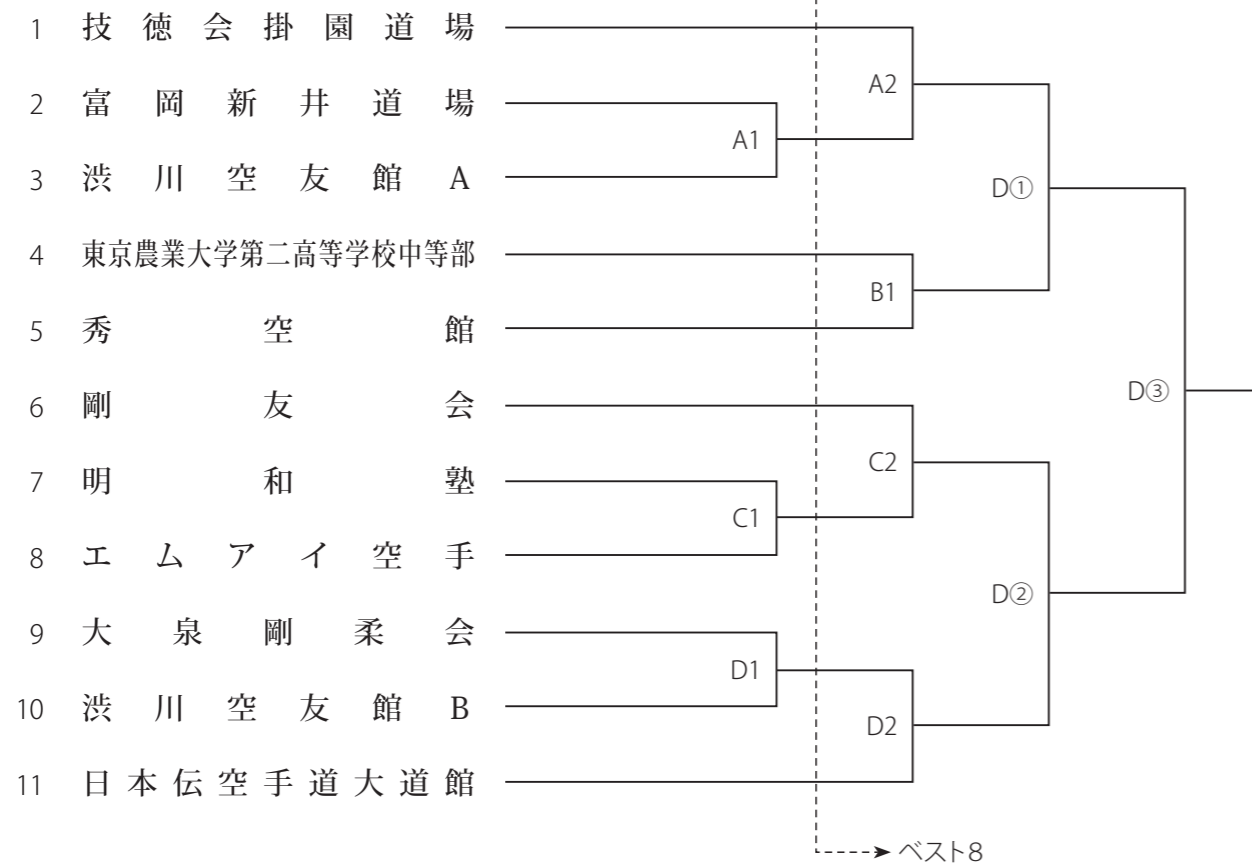 1 技徳会掛園道場
A2
2 富岡新井道場
A1
3 渋川空友館A
D①
4 東京農業大学第二高等学校中等部
B1
5 秀空館
D③
6 剛友会
C2
7 明和塾
C1
8 エムアイ空手
D②
9 大泉剛柔会
D1
10 渋川空友館B
D2
11 日本伝空手道大道館
ベスト8